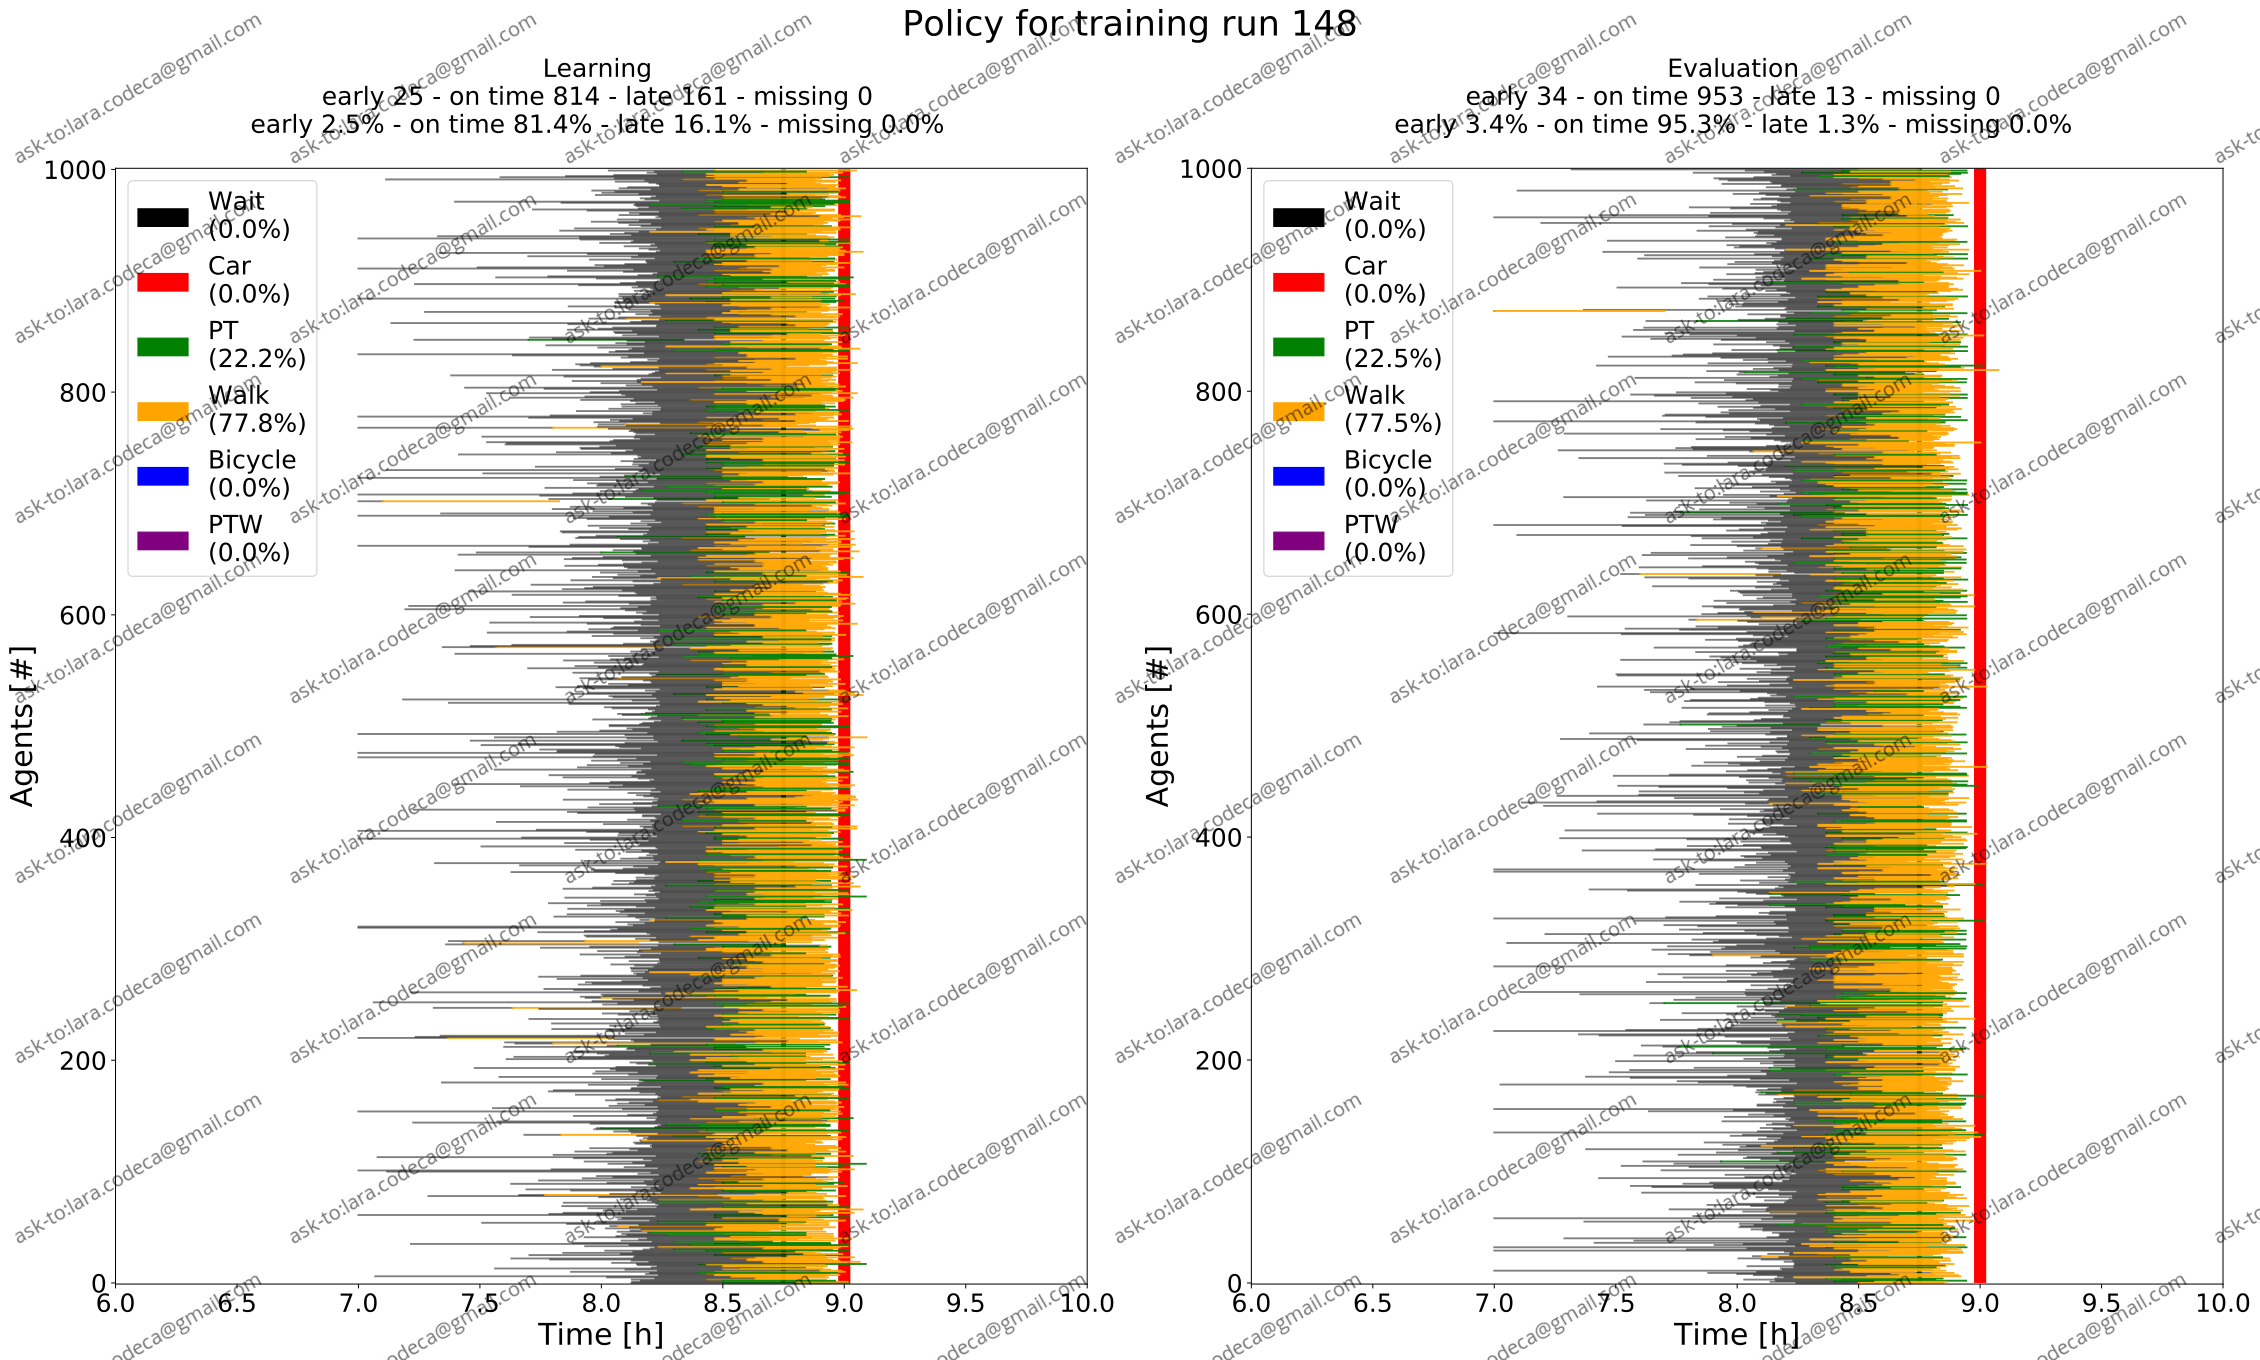 Policy for training run 148
Learning
early 25 - on time 814 - late 161 - missing 0
early 2.5% - on time 81.4% - late 16.1% - missing 0.0%
1000
800
600
400
200
0
Agents [#]
Wait
(0.0%)
Car
(0.0%)
PT
(22.2%)
Walk
(77.8%)
Bicycle
(0.0%)
PTW
(0.0%)
6.0 6.5 7.0 7.5 8.0 8.5 9.0 9.5 10.0
Time [h]
Evaluation
early 34 - on time 953 - late 13 - missing 0
early 3.4% - on time 95.3% - late 1.3% - missing 0.0%
1000
800
600
400
200
0
Agents [#]
Wait
(0.0%)
Car
(0.0%)
PT
(22.5%)
Walk
(77.5%)
Bicycle
(0.0%)
PTW
(0.0%)
6.0 6.5 7.0 7.5 8.0 8.5 9.0 9.5 10.0
Time [h]
ask-to:lara.codeca@gmail.com